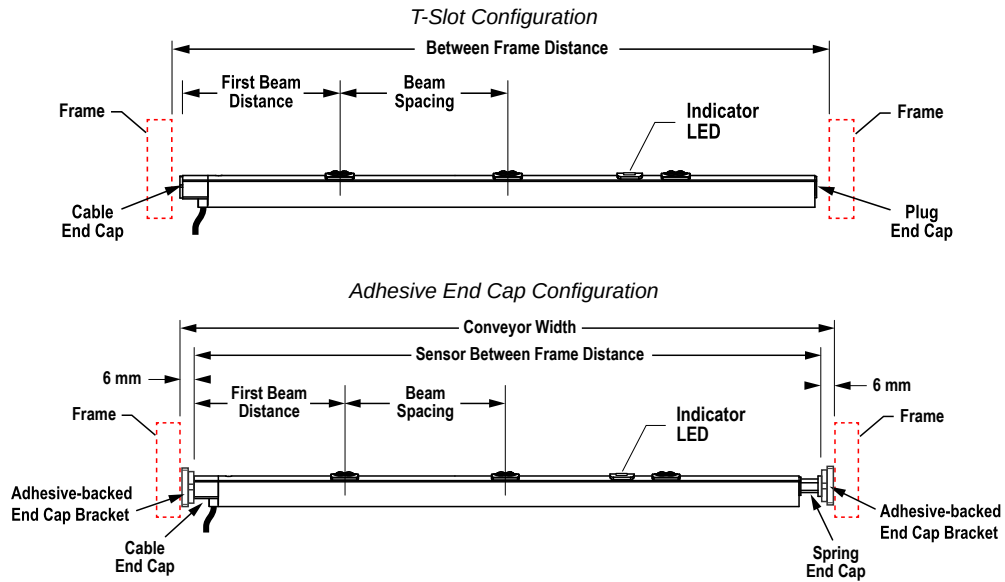 T-Slot Configuration
Between Frame Distance
First Beam
Distance
Beam
Spacing
Indicator
LED
Frame
Frame
Cable
End Cap
Plug
End Cap
Adhesive End Cap Configuration
Conveyor Width
Sensor Between Frame Distance
6 mm
6 mm
First Beam
Distance
Beam
Spacing
Indicator
LED
Frame
Frame
Adhesive-backed
End Cap Bracket
Cable
End Cap
Spring
End Cap
Adhesive-backed
End Cap Bracket